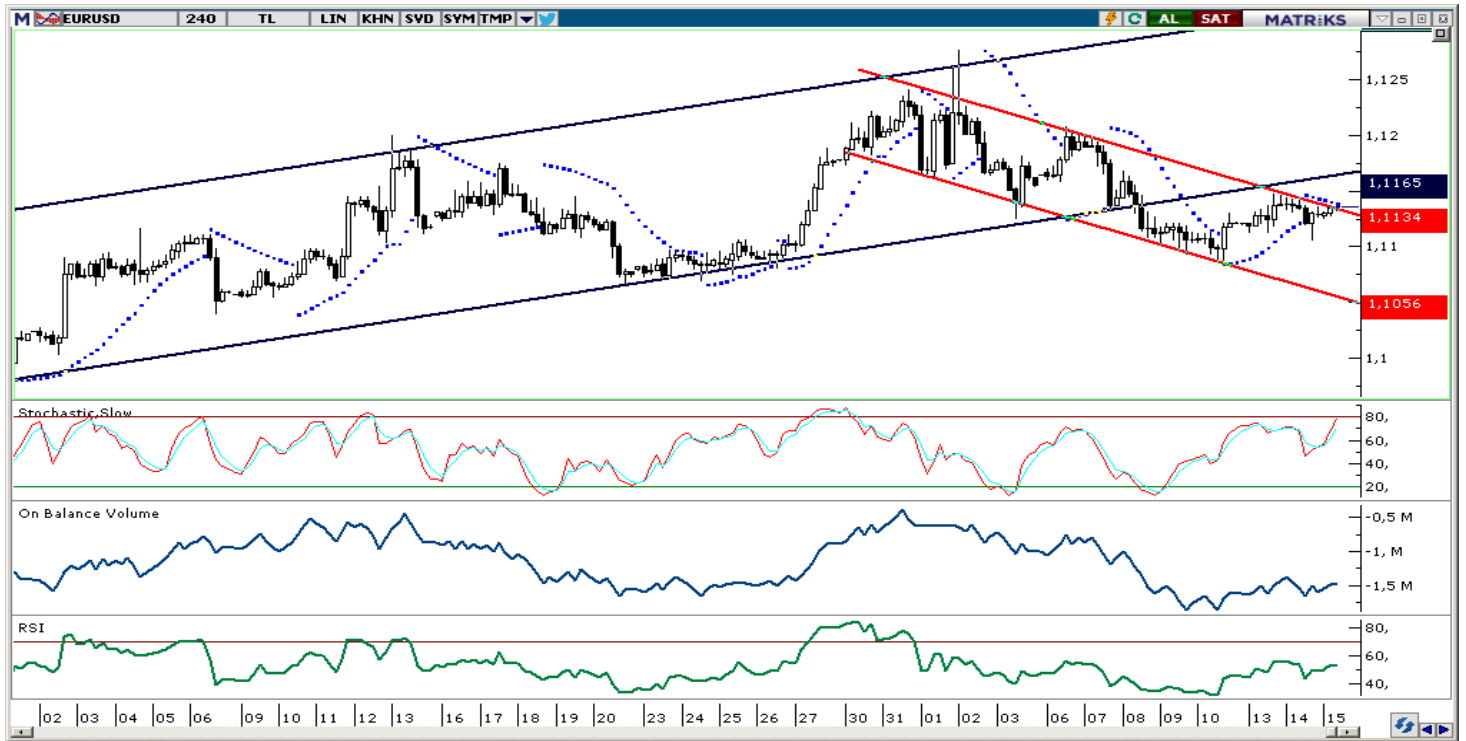 M EURUSD 240 TL LIN KHN SVD SYM TMP AL SAT MATRiKS
1,125
1,12
1,1165
1,1134
1,11
1,1056
1,1
Stochastic,Slow
80,
60,
40,
20,
On Balance Volume
-0,5 M
-1, M
-1,5 M
RSI
80,
60,
40,
02 03 04 05 06 09 10 11 12 13 16 17 18 19 20 23 24 25 26 27 30 31 01 02 03 06 07 08 09 10 13 14 15